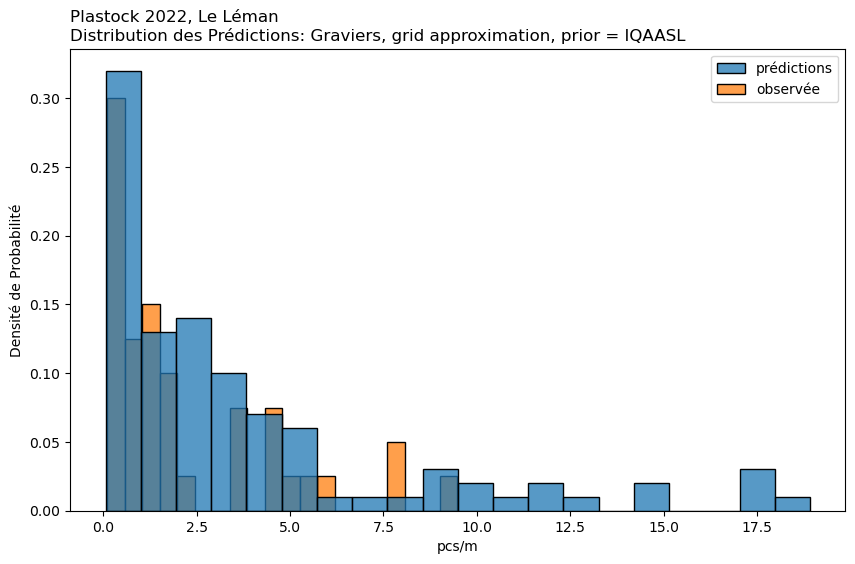 Plastock 2022, Le Léman
Distribution des Prédictions: Graviers, grid approximation, prior = IQAASL
prédictions
observée
0.30
0.25
0.20
0.15
0.10
0.05
0.00
Densité de Probabilité
0.0 2.5 5.0 7.5 10.0 12.5 15.0 17.5
pcs/m